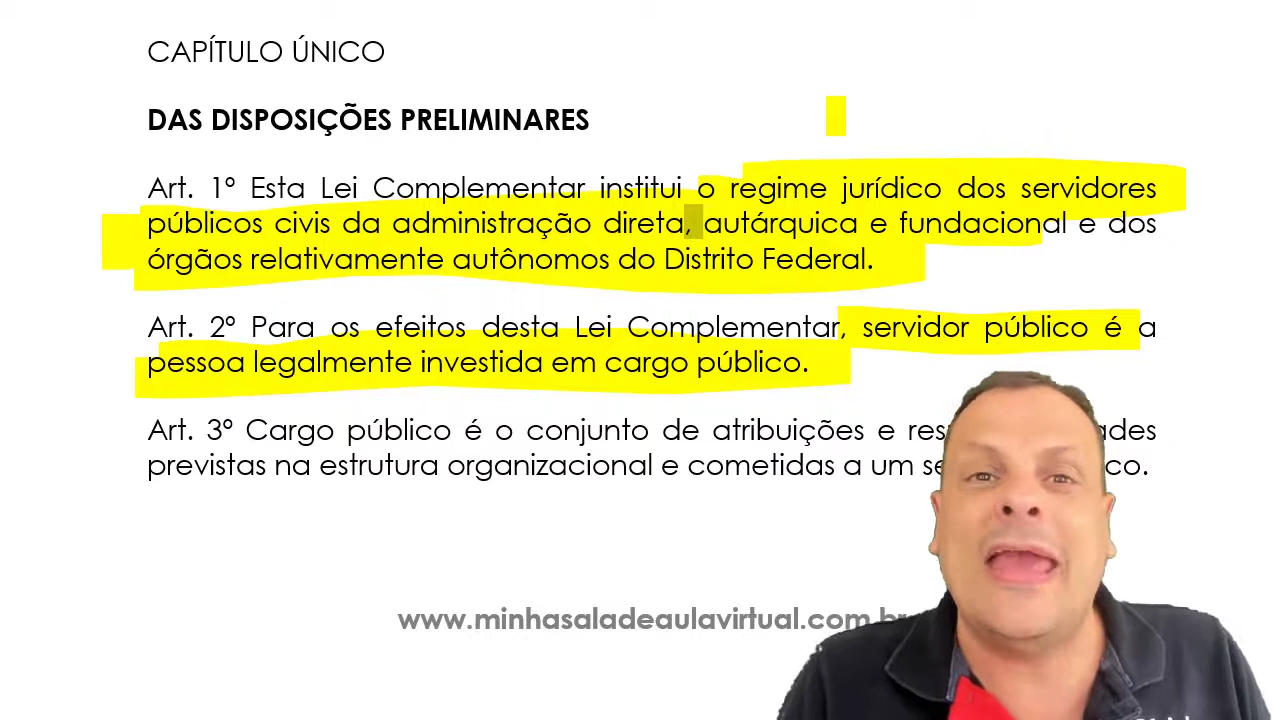 CAPÍTULO ÚNICO
DAS DISPOSIÇÕES PRELIMINARES
Art. 1º Esta Lei Complementar institui o regime jurídico dos servidores
públicos civis da administração direta, autárquica e fundacional e dos
órgãos relativamente autônomos do Distrito Federal.
Art. 2º Para os efeitos desta Lei Complementar, servidor público é a
pessoa legalmente investida em cargo público.
Art. 3º Cargo público é o conjunto de atribuições e
previstas na estrutura organizacional e cometidas a um
www.minhasaladeaulavirtual.com.br